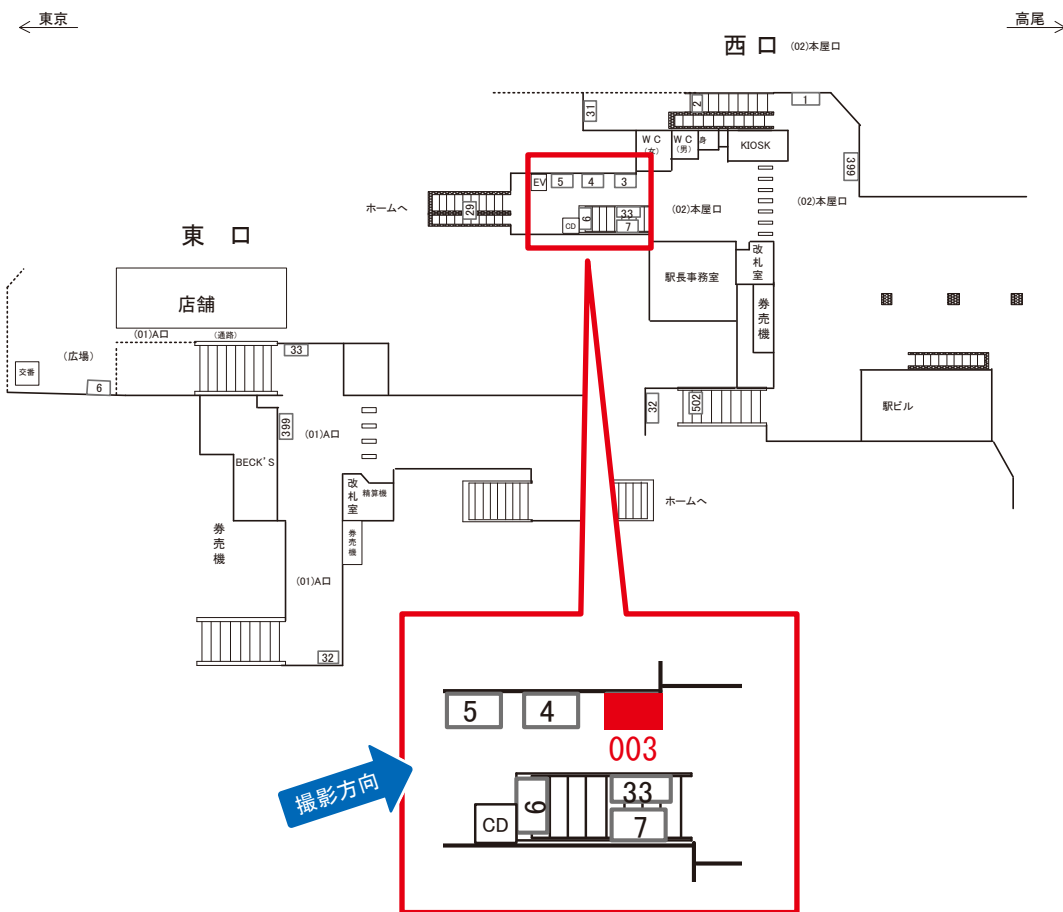 東京
高尾
西口 (02)本屋口
31
2
1
WC
(女)
WC
(男)
身
KIOSK
399
EV
5
4
3
ホームへ
29
(02)本屋口
(02)本屋口
33
6
7
CD
東 口
改札室
駅長事務室
券売機
店舗
(01)A口
(通路)
33
(広場)
交番
6
32
502
駅ビル
399
(01)A口
BECK'S
改札室
精算機
ホームへ
券売機
券売機
(01)A口
32
5
4
003
撮影方向
6
33
7
CD